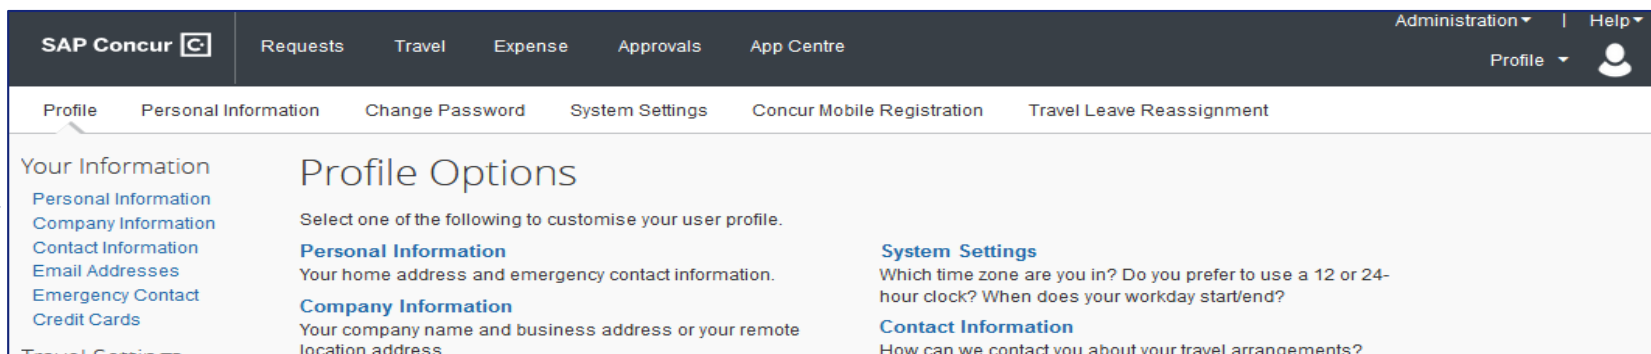 Administration | Help
SAP Concur C Requests Travel Expense Approvals App Centre
Profile
Profile Personal Information Change Password System Settings Concur Mobile Registration Travel Leave Reassignment
Your Information
Personal Information
Company Information
Contact Information
Email Addresses
Emergency Contact
Credit Cards
Travel Settings
Profile Options
Select one of the following to customise your user profile.
Personal Information
Your home address and emergency contact information.
Company Information
Your company name and business address or your remote
location address.
System Settings
Which time zone are you in? Do you prefer to use a 12 or 24-
hour clock? When does your workday start/end?
Contact Information
How can we contact you about your travel arrangements?